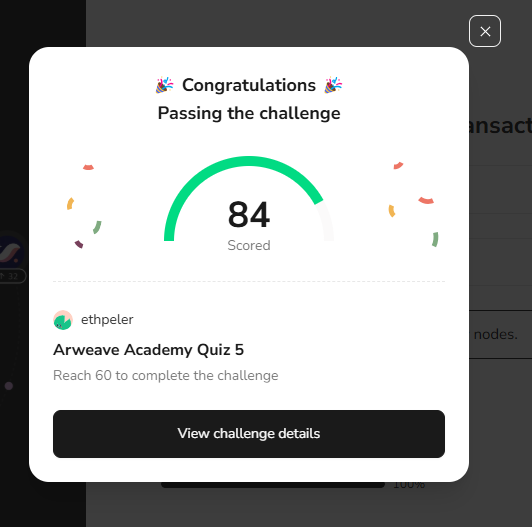 Congratulations
Passing the challenge
ansact
84
Scored
32
ethpeler
nodes.
Arweave Academy Quiz 5
Reach 60 to complete the challenge
View challenge details
100%